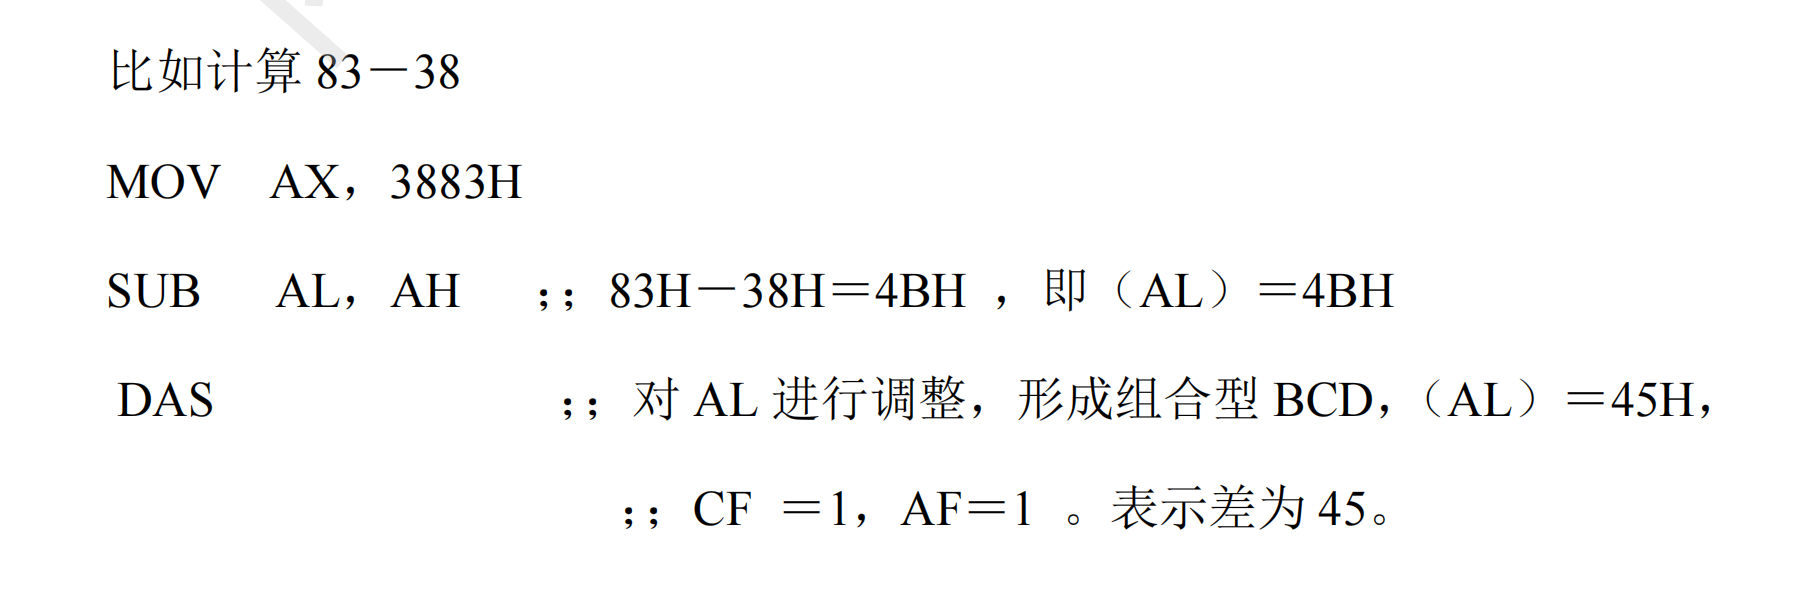 比如计算 83－38
MOV AX，3883H
SUB AL，AH ；；83H－38H＝4BH ，即（AL）＝4BH
DAS ；；对 AL 进行调整，形成组合型 BCD，（AL）＝45H，
；；CF ＝1，AF＝1 。表示差为 45。